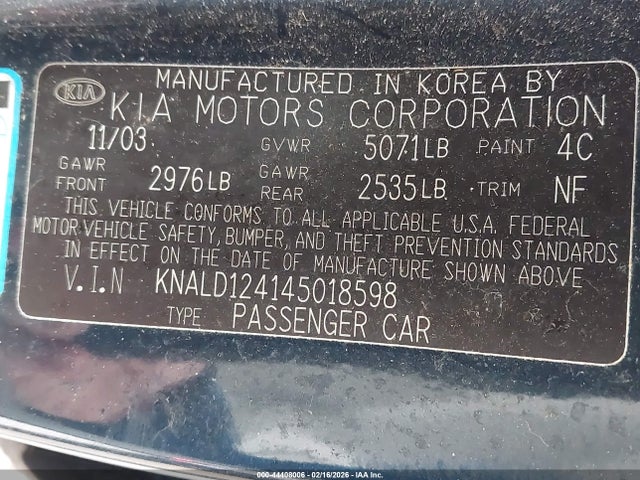 KIA MANUFACTURED IN KOREA BY
KIA MOTORS CORPORATION
11/03 GVWR 5071LB PAINT 4C
GAWR FRONT 2976LB GAWR REAR 2535LB TRIM NF
THIS VEHICLE CONFORMS TO ALL APPLICABLE U.S.A. FEDERAL
MOTOR VEHICLE SAFETY, BUMPER, AND THEFT PREVENTION STANDARDS
IN EFFECT ON THE DATE OF MANUFACTURE SHOWN ABOVE
V.I.N KNALD124145018598
TYPE PASSENGER CAR
000-44408006 - 02/16/2026 - IAAI.CA